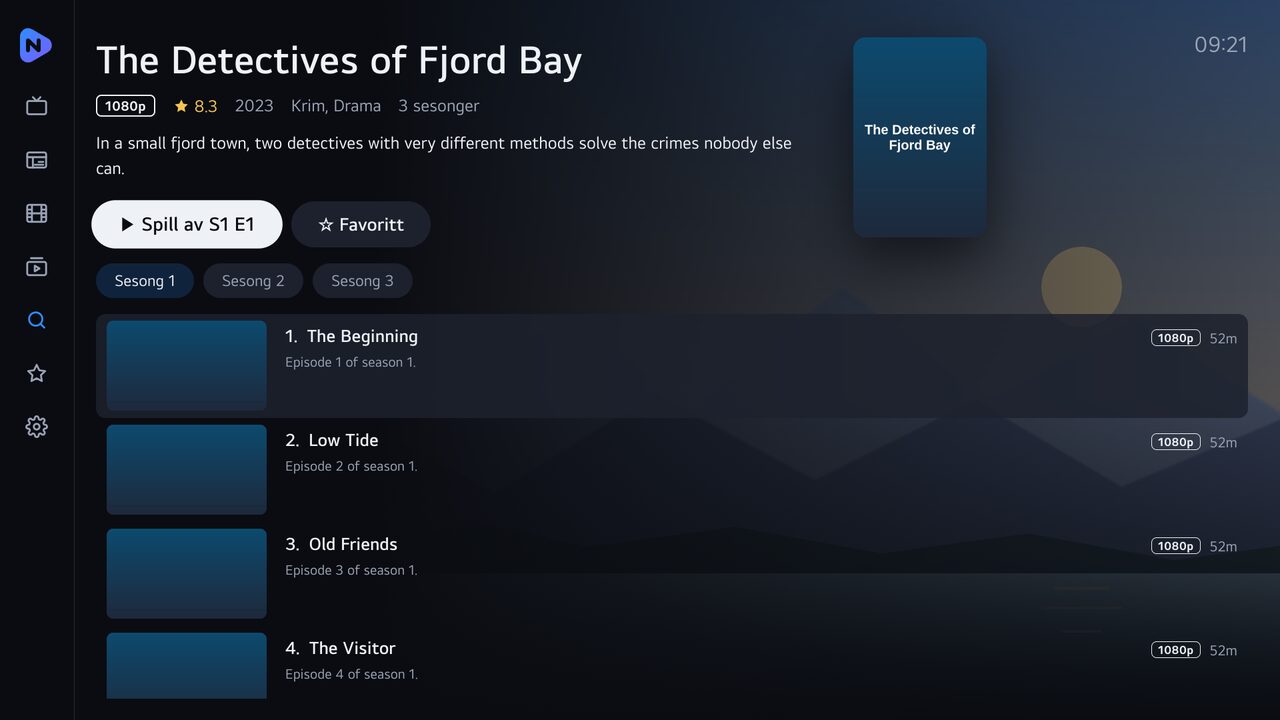 N
09:21
The Detectives of Fjord Bay
1080p ★ 8.3 2023 Krim, Drama 3 sesonger
In a small fjord town, two detectives with very different methods solve the crimes nobody else
can.
▶ Spill av S1 E1 ☆ Favoritt
The Detectives of
Fjord Bay
Sesong 1 Sesong 2 Sesong 3
1. The Beginning 1080p 52m
Episode 1 of season 1.
2. Low Tide 1080p 52m
Episode 2 of season 1.
3. Old Friends 1080p 52m
Episode 3 of season 1.
4. The Visitor 1080p 52m
Episode 4 of season 1.